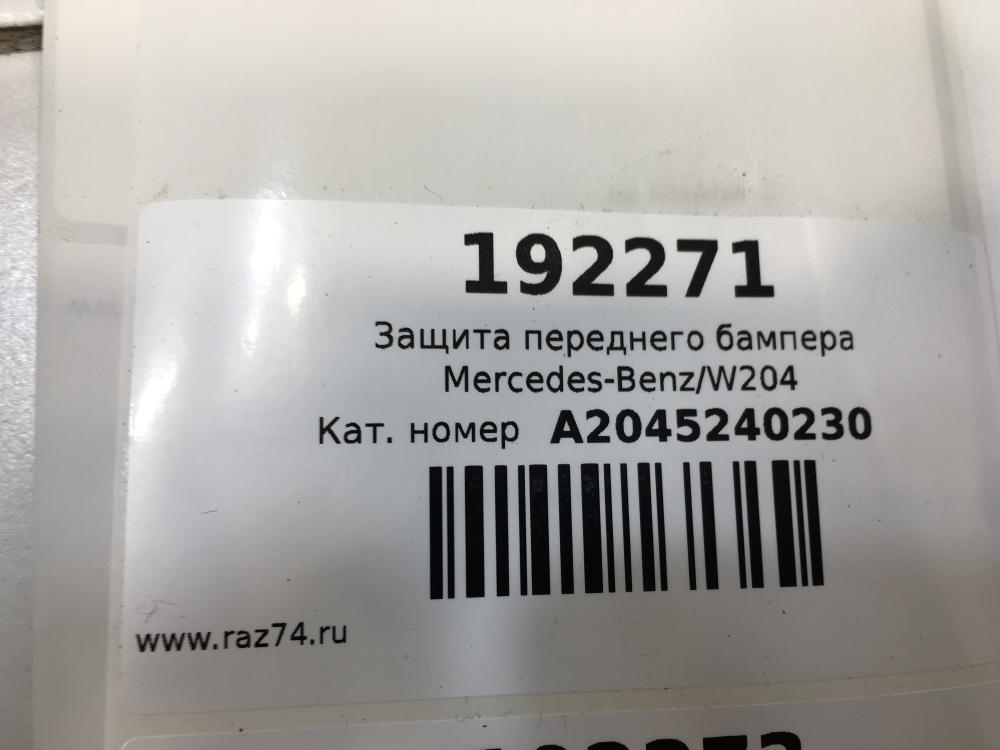 192271
Защита переднего бампера
Mercedes-Benz/W204
Кат. номер A2045240230
www.raz74.ru